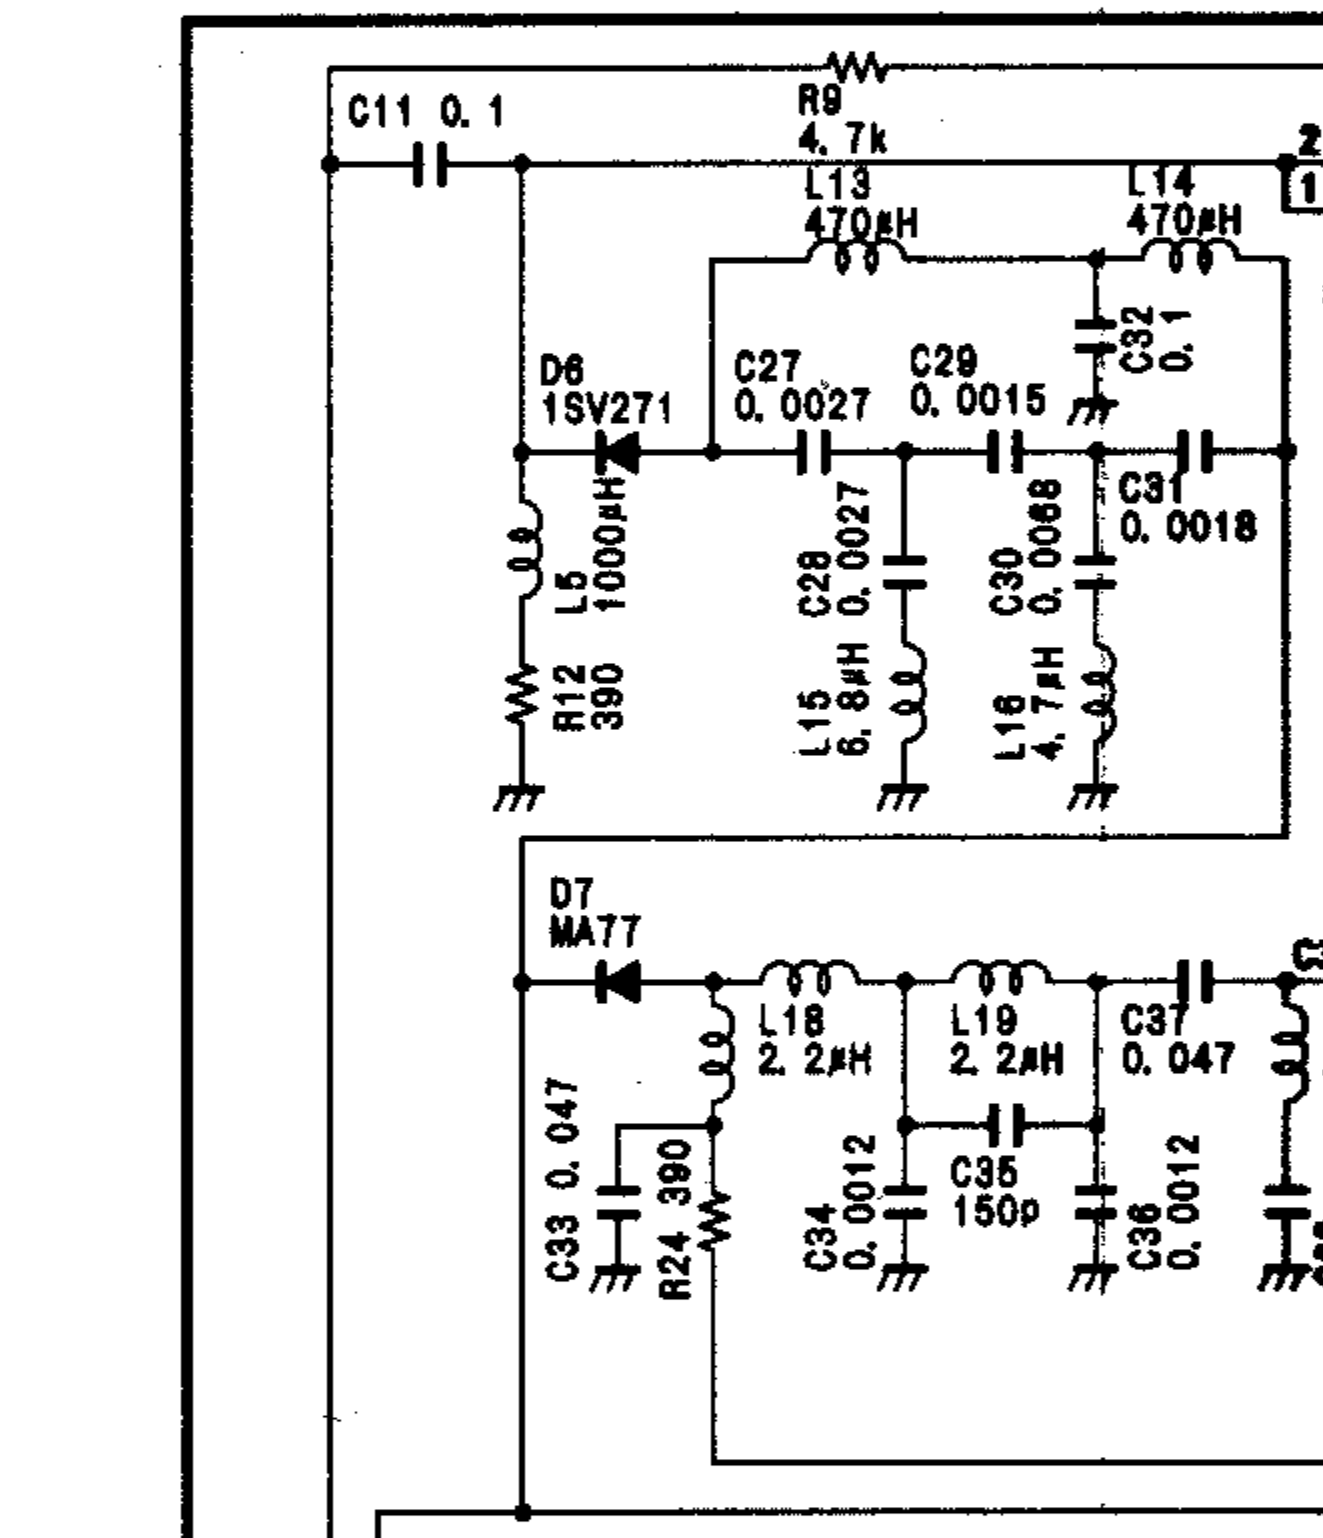 C11 0. 1
R9
4. 7k
2
1
L13
470μH
L14
470μH
C32
0. 1
D6
1SV271
C27
0. 0027
C29
0. 0015
C31
0. 0018
L5
1000μH
C28
0. 0027
C30
0. 0068
R12
390
L15
6. 8μH
L16
4. 7μH
D7
MA77
L18
2. 2μH
L19
2. 2μH
C37
0. 047
C33 0. 047
R24 390
C34
0. 0012
C35
150p
C36
0. 0012